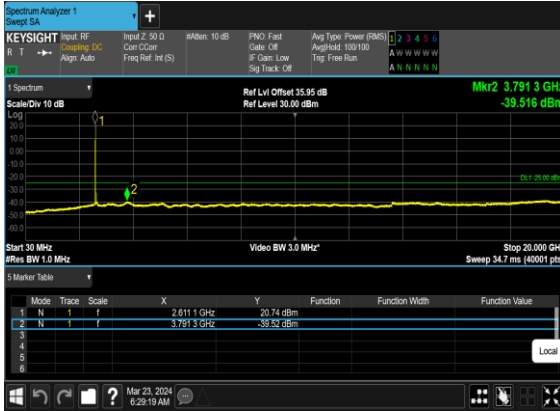 Spectrum Analyzer 1
Swept SA
+
KEYSIGHT
R T
Input: RF
Coupling: DC
Align: Auto
Input Z: 50 Ω
Corr CCorr
Freq Ref: Int (S)
#Atten: 10 dB
PNO: Fast
Gate: Off
IF Gain: Low
Sig Track: Off
Avg Type: Power (RMS)
Avg|Hold: 100/100
Trig: Free Run
1 2 3 4 5 6
A W W W W W
A N N N N N
1 Spectrum
Scale/Div 10 dB
Ref Lvl Offset 35.95 dB
Ref Level 30.00 dBm
Mkr2 3.791 3 GHz
-39.516 dBm
Log
20.0
10.0
0.00
-10.0
-20.0
-30.0
-40.0
-50.0
-60.0
1
2
DL1 -25.00 dBm
Start 30 MHz
#Res BW 1.0 MHz
Video BW 3.0 MHz*
Stop 20.000 GH
Sweep 34.7 ms (40001 pts
5 Marker Table
Mode Trace Scale X Y Function Function Width Function Value
1 N 1 f 2.611 1 GHz 20.74 dBm
2 N 1 f 3.791 3 GHz -39.52 dBm
3
4
5
6
Local
?
Mar 23, 2024
6:29:19 AM